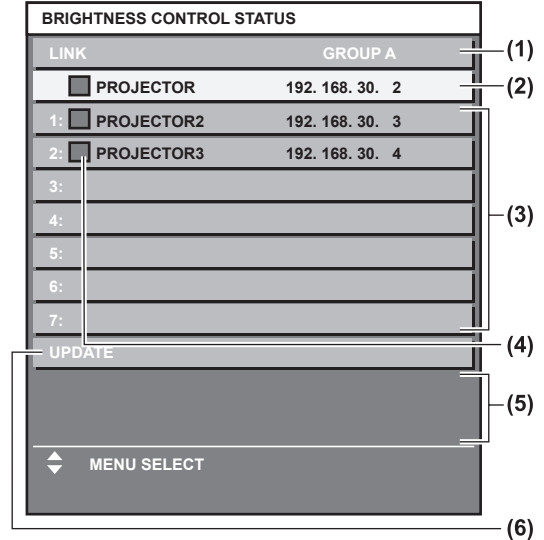 BRIGHTNESS CONTROL STATUS
LINK GROUP A (1)
PROJECTOR 192. 168. 30. 2 (2)
1: PROJECTOR2 192. 168. 30. 3
2: PROJECTOR3 192. 168. 30. 4
3:
(3)
4:
5:
6:
7:
(4)
UPDATE
(5)
MENU SELECT
(6)